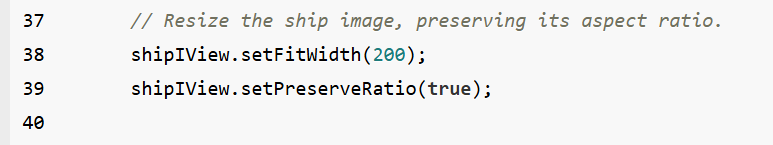 37 // Resize the ship image, preserving its aspect ratio.
38 shipIView.setFitWidth(200);
39 shipIView.setPreserveRatio(true);
40